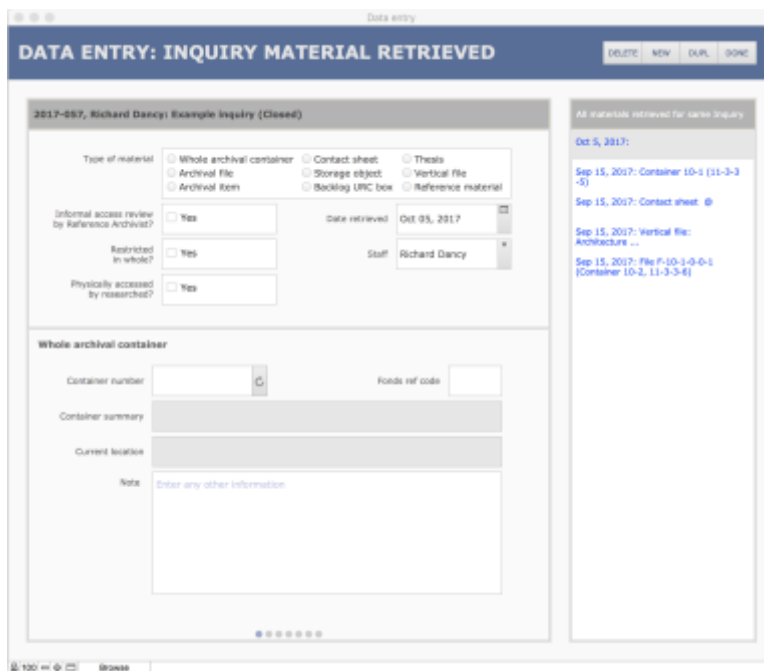 Data entry
DATA ENTRY: INQUIRY MATERIAL RETRIEVED
DELETE NEW DUPL DONE
2017-057, Richard Dancy: Example inquiry (Closed)
All materials retrieved for same inquiry
Oct 5, 2017:
Type of material
Whole archival container Contact sheet Thesis
Archival file Storage object Vertical file
Archival item Backlog URC box Reference material
Sep 15, 2017: Container 10-1 (11-3-3
-5)
Sep 15, 2017: Contact sheet @
Sep 15, 2017: Vertical file:
Architecture ...
Sep 15, 2017: File F-10-1-0-0-1
(Container 10-2, 11-3-3-6)
Informal access review
by Reference Archivist?
Yes
Date retrieved Oct 05, 2017
Restricted
in whole?
Yes
Staff Richard Dancy
Physically accessed
by researched?
Yes
Whole archival container
Container number
Fonds ref code
Container summary
Current location
Note Enter any other information
100
Browse